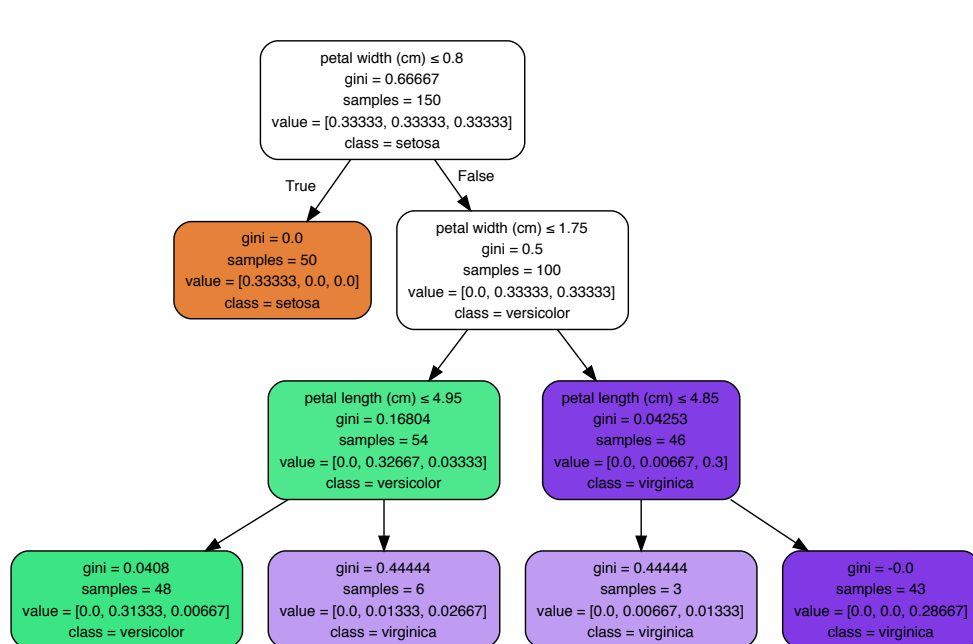 petal width (cm) ≤ 0.8
gini = 0.66667
samples = 150
value = [0.33333, 0.33333, 0.33333]
class = setosa
True
False
gini = 0.0
samples = 50
value = [0.33333, 0.0, 0.0]
class = setosa
petal width (cm) ≤ 1.75
gini = 0.5
samples = 100
value = [0.0, 0.33333, 0.33333]
class = versicolor
petal length (cm) ≤ 4.95
gini = 0.16804
samples = 54
value = [0.0, 0.32667, 0.03333]
class = versicolor
petal length (cm) ≤ 4.85
gini = 0.04253
samples = 46
value = [0.0, 0.00667, 0.3]
class = virginica
gini = 0.0408
samples = 48
value = [0.0, 0.31333, 0.00667]
class = versicolor
gini = 0.44444
samples = 6
value = [0.0, 0.01333, 0.02667]
class = virginica
gini = 0.44444
samples = 3
value = [0.0, 0.00667, 0.01333]
class = virginica
gini = -0.0
samples = 43
value = [0.0, 0.0, 0.28667]
class = virginica